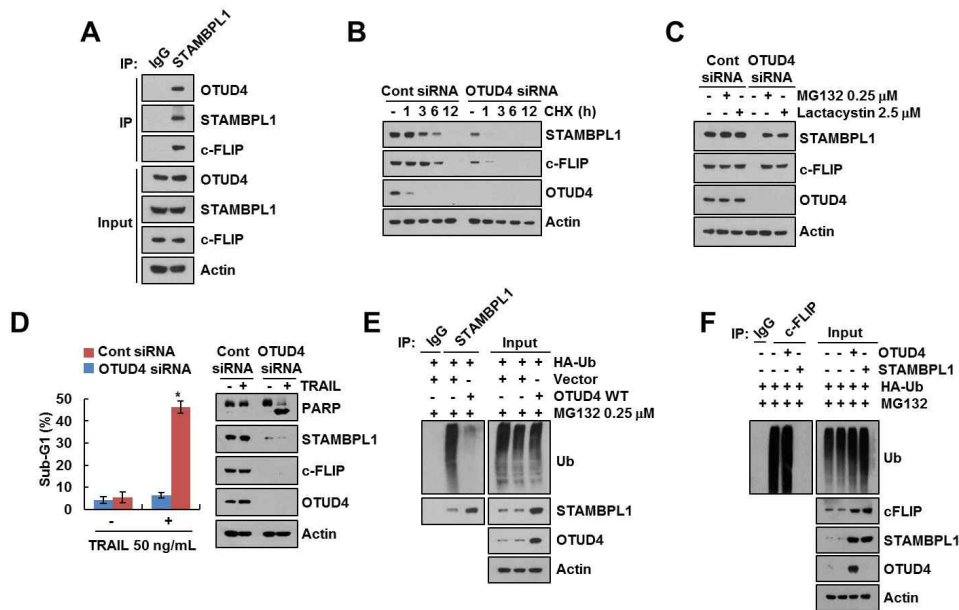 A
IP:
IgG
STAMBPL1
IP
OTUD4
STAMBPL1
c-FLIP
Input
OTUD4
STAMBPL1
c-FLIP
Actin
B
Cont siRNA OTUD4 siRNA
- 1 3 6 12 - 1 3 6 12 CHX (h)
STAMBPL1
c-FLIP
OTUD4
Actin
C
Cont OTUD4
siRNA siRNA
- + - - + - MG132 0.25 μM
- - + - - + Lactacystin 2.5 μM
STAMBPL1
c-FLIP
OTUD4
Actin
D
Cont siRNA
OTUD4 siRNA
Sub-G1 (%)
50
40
30
20
10
0
*
- +
TRAIL 50 ng/mL
Cont OTUD4
siRNA siRNA
- + - + TRAIL
PARP
STAMBPL1
c-FLIP
OTUD4
Actin
E
IP:
IgG
STAMBPL1
Input
+ + + + + + HA-Ub
+ + - + + - Vector
- - + - - + OTUD4 WT
+ + + + + + MG132 0.25 μM
Ub
STAMBPL1
OTUD4
Actin
F
IP:
IgG
c-FLIP
Input
- - + - - - + - OTUD4
- - - + - - - + STAMBPL1
+ + + + + + + + HA-Ub
+ + + + + + + + MG132
Ub
cFLIP
STAMBPL1
OTUD4
Actin